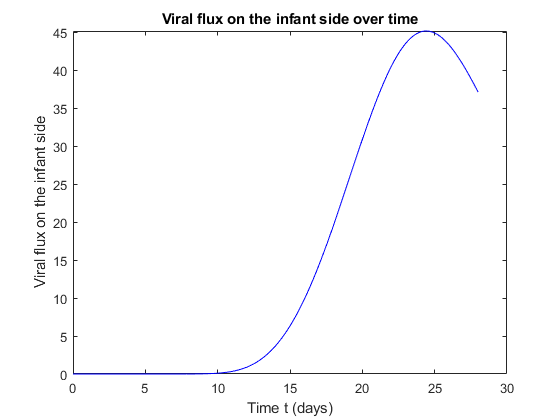 Viral flux on the infant side over time
Viral flux on the infant side
45
40
35
30
25
20
15
10
5
0
0 5 10 15 20 25 30
Time t (days)